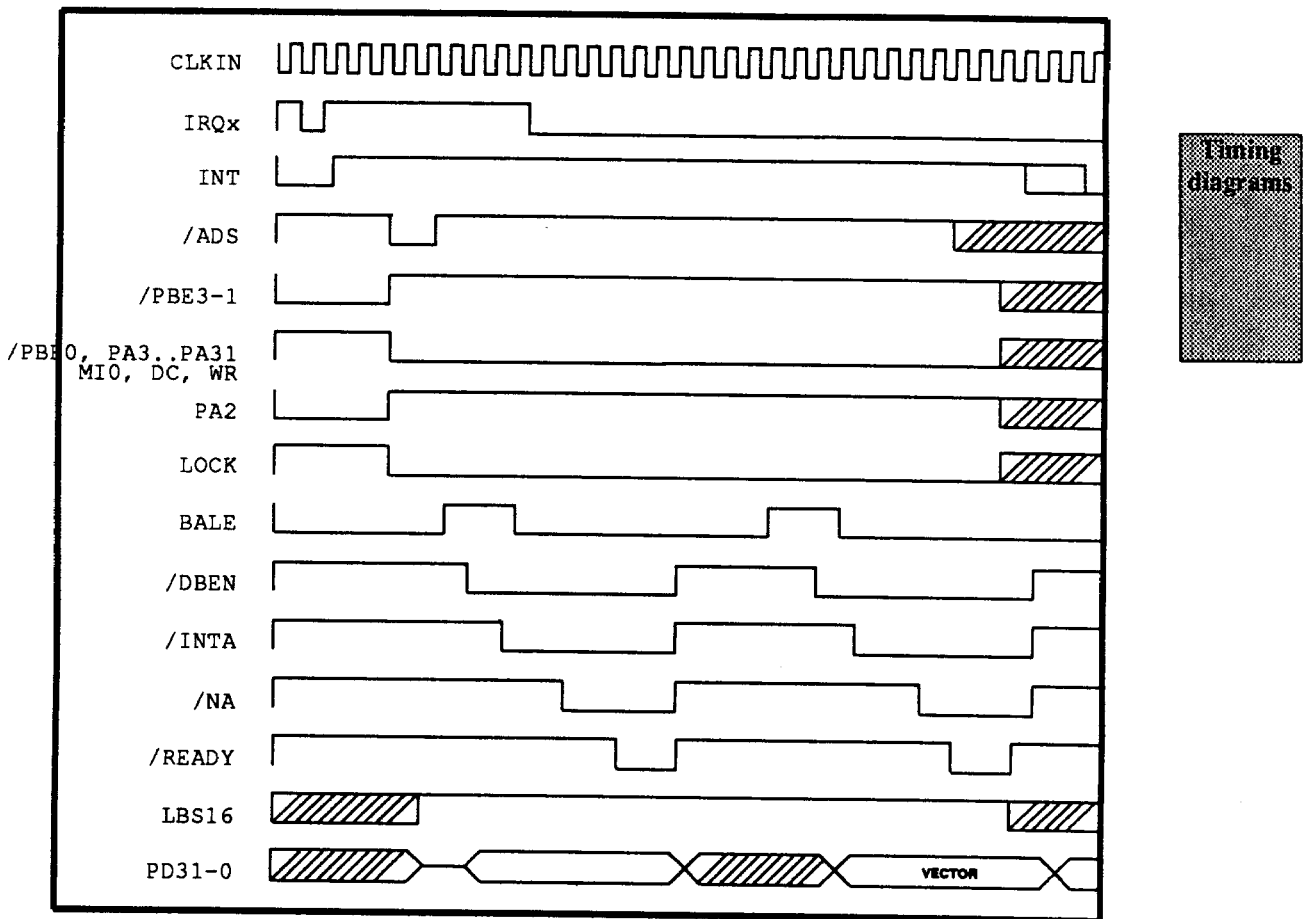 CLKIN
IRQx
INT
/ADS
/PBE3-1
/PBE0, PA3..PA31
MIO, DC, WR
PA2
LOCK
BALE
/DBEN
/INTA
/NA
/READY
LBS16
PD31-0
VECTOR
Timing
diagrams